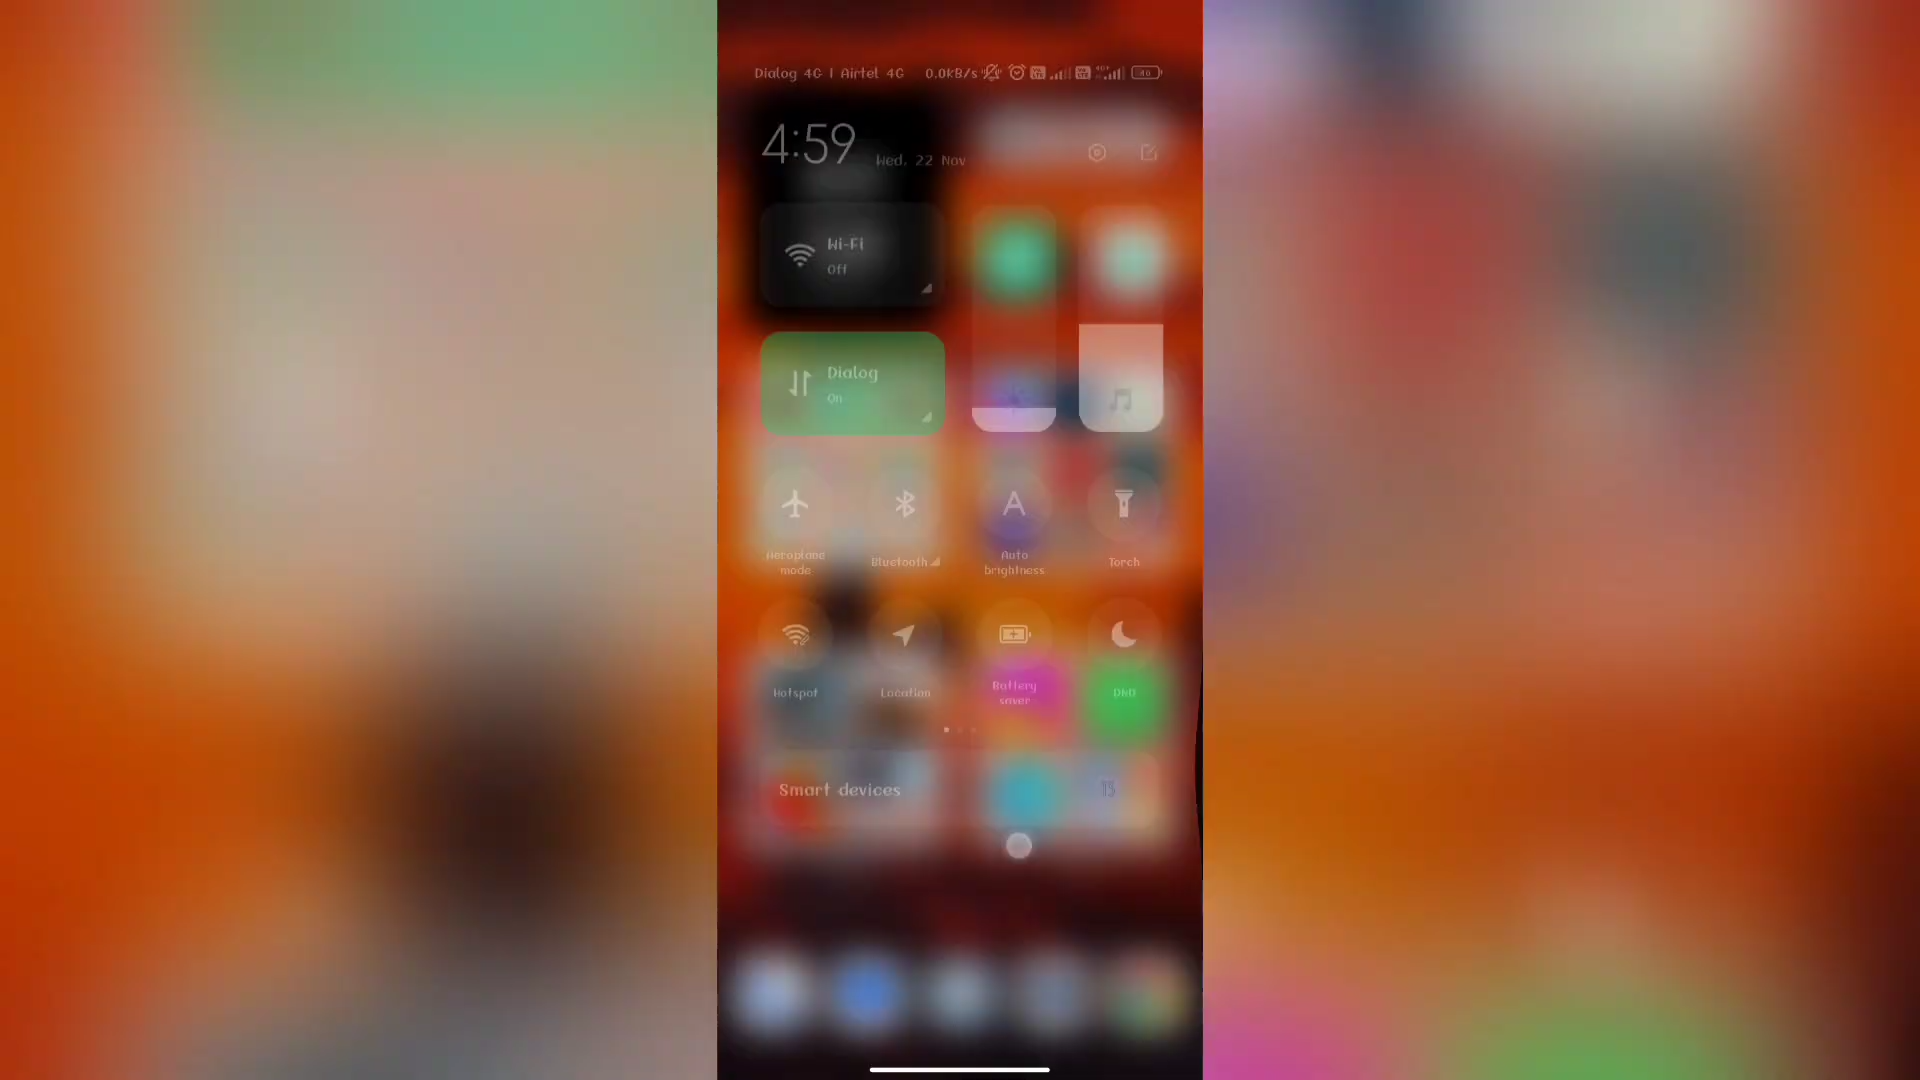 Dialog 4G | Airtel 4G 0.0kB/s
4:59 Wed, 22 Nov
Wi-Fi
Off
Dialog
On
Aeroplane
mode
Bluetooth
Auto
brightness
Torch
Hotspot
Location
Battery
saver
DND
Smart devices
15